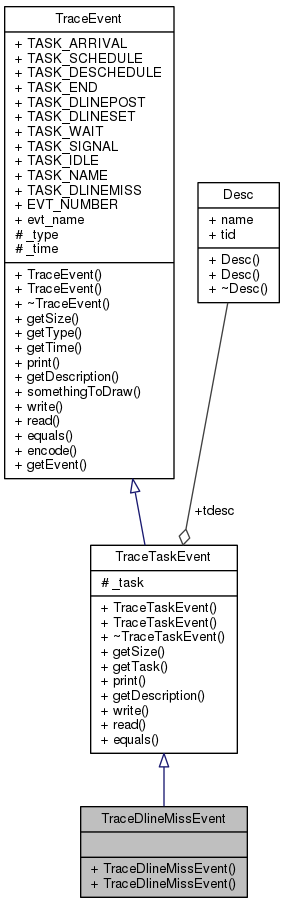 TraceEvent
+ TASK_ARRIVAL
+ TASK_SCHEDULE
+ TASK_DESCHEDULE
+ TASK_END
+ TASK_DLINEPOST
+ TASK_DLINESET
+ TASK_WAIT
+ TASK_SIGNAL
+ TASK_IDLE
+ TASK_NAME
+ TASK_DLINEMISS
+ EVT_NUMBER
+ evt_name
# _type
# _time
+ TraceEvent()
+ TraceEvent()
+ ~TraceEvent()
+ getSize()
+ getType()
+ getTime()
+ print()
+ getDescription()
+ somethingToDraw()
+ write()
+ read()
+ equals()
+ encode()
+ getEvent()
Desc
+ name
+ tid
+ Desc()
+ Desc()
+ ~Desc()
+tdesc
TraceTaskEvent
# _task
+ TraceTaskEvent()
+ TraceTaskEvent()
+ ~TraceTaskEvent()
+ getSize()
+ getTask()
+ print()
+ getDescription()
+ write()
+ read()
+ equals()
TraceDlineMissEvent
+ TraceDlineMissEvent()
+ TraceDlineMissEvent()